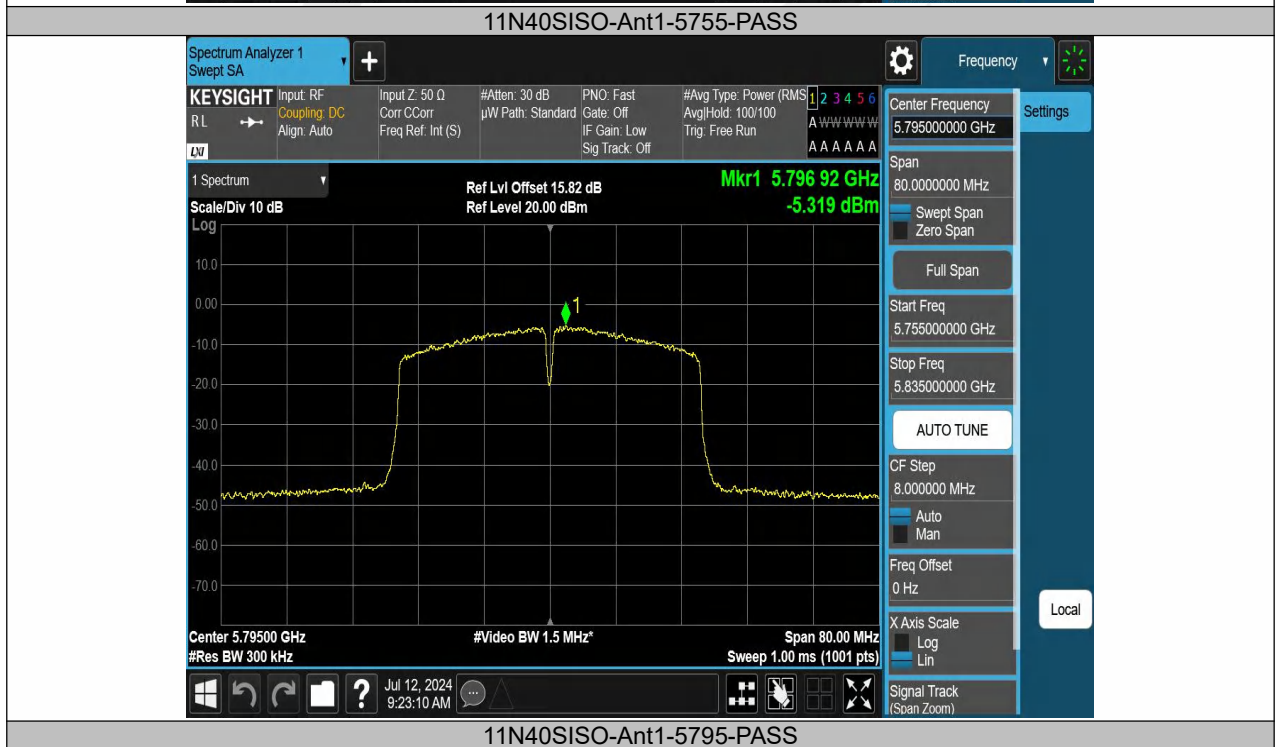 11N40SISO-Ant1-5755-PASS
Spectrum Analyzer 1
Swept SA
+
Frequency
KEYSIGHT
R L
LXI
Input: RF
Coupling: DC
Align: Auto
Input Z: 50 Ω
Corr CCorr
Freq Ref: Int (S)
#Atten: 30 dB
µW Path: Standard
PNO: Fast
Gate: Off
IF Gain: Low
Sig Track: Off
#Avg Type: Power (RMS
Avg|Hold: 100/100
Trig: Free Run
1 2 3 4 5 6
A W W W W W
A A A A A A
1 Spectrum
Scale/Div 10 dB
Log
Ref Lvl Offset 15.82 dB
Ref Level 20.00 dBm
Mkr1 5.796 92 GHz
-5.319 dBm
10.0
0.00
-10.0
-20.0
-30.0
-40.0
-50.0
-60.0
-70.0
1
Center 5.79500 GHz
#Res BW 300 kHz
#Video BW 1.5 MHz*
Span 80.00 MHz
Sweep 1.00 ms (1001 pts)
Center Frequency
5.795000000 GHz
Settings
Span
80.0000000 MHz
Swept Span
Zero Span
Full Span
Start Freq
5.755000000 GHz
Stop Freq
5.835000000 GHz
AUTO TUNE
CF Step
8.000000 MHz
Auto
Man
Freq Offset
0 Hz
X Axis Scale
Log
Lin
Local
Signal Track
(Span Zoom)
?
Jul 12, 2024
9:23:10 AM
11N40SISO-Ant1-5795-PASS